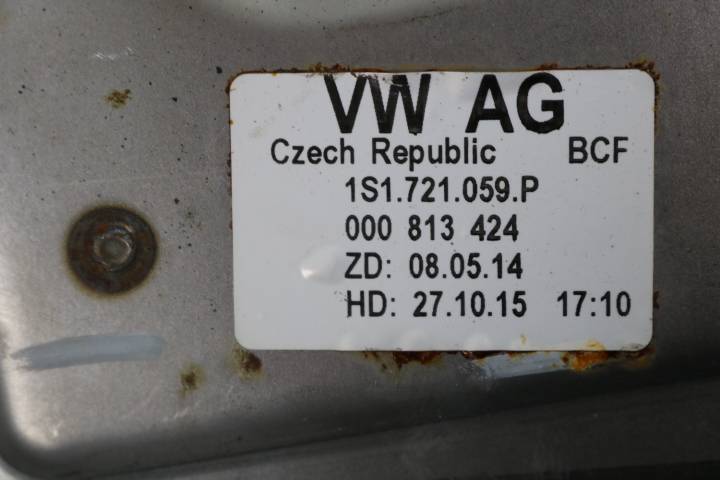 VW AG
Czech Republic BCF
1S1.721.059.P
000 813 424
ZD: 08.05.14
HD: 27.10.15 17:10